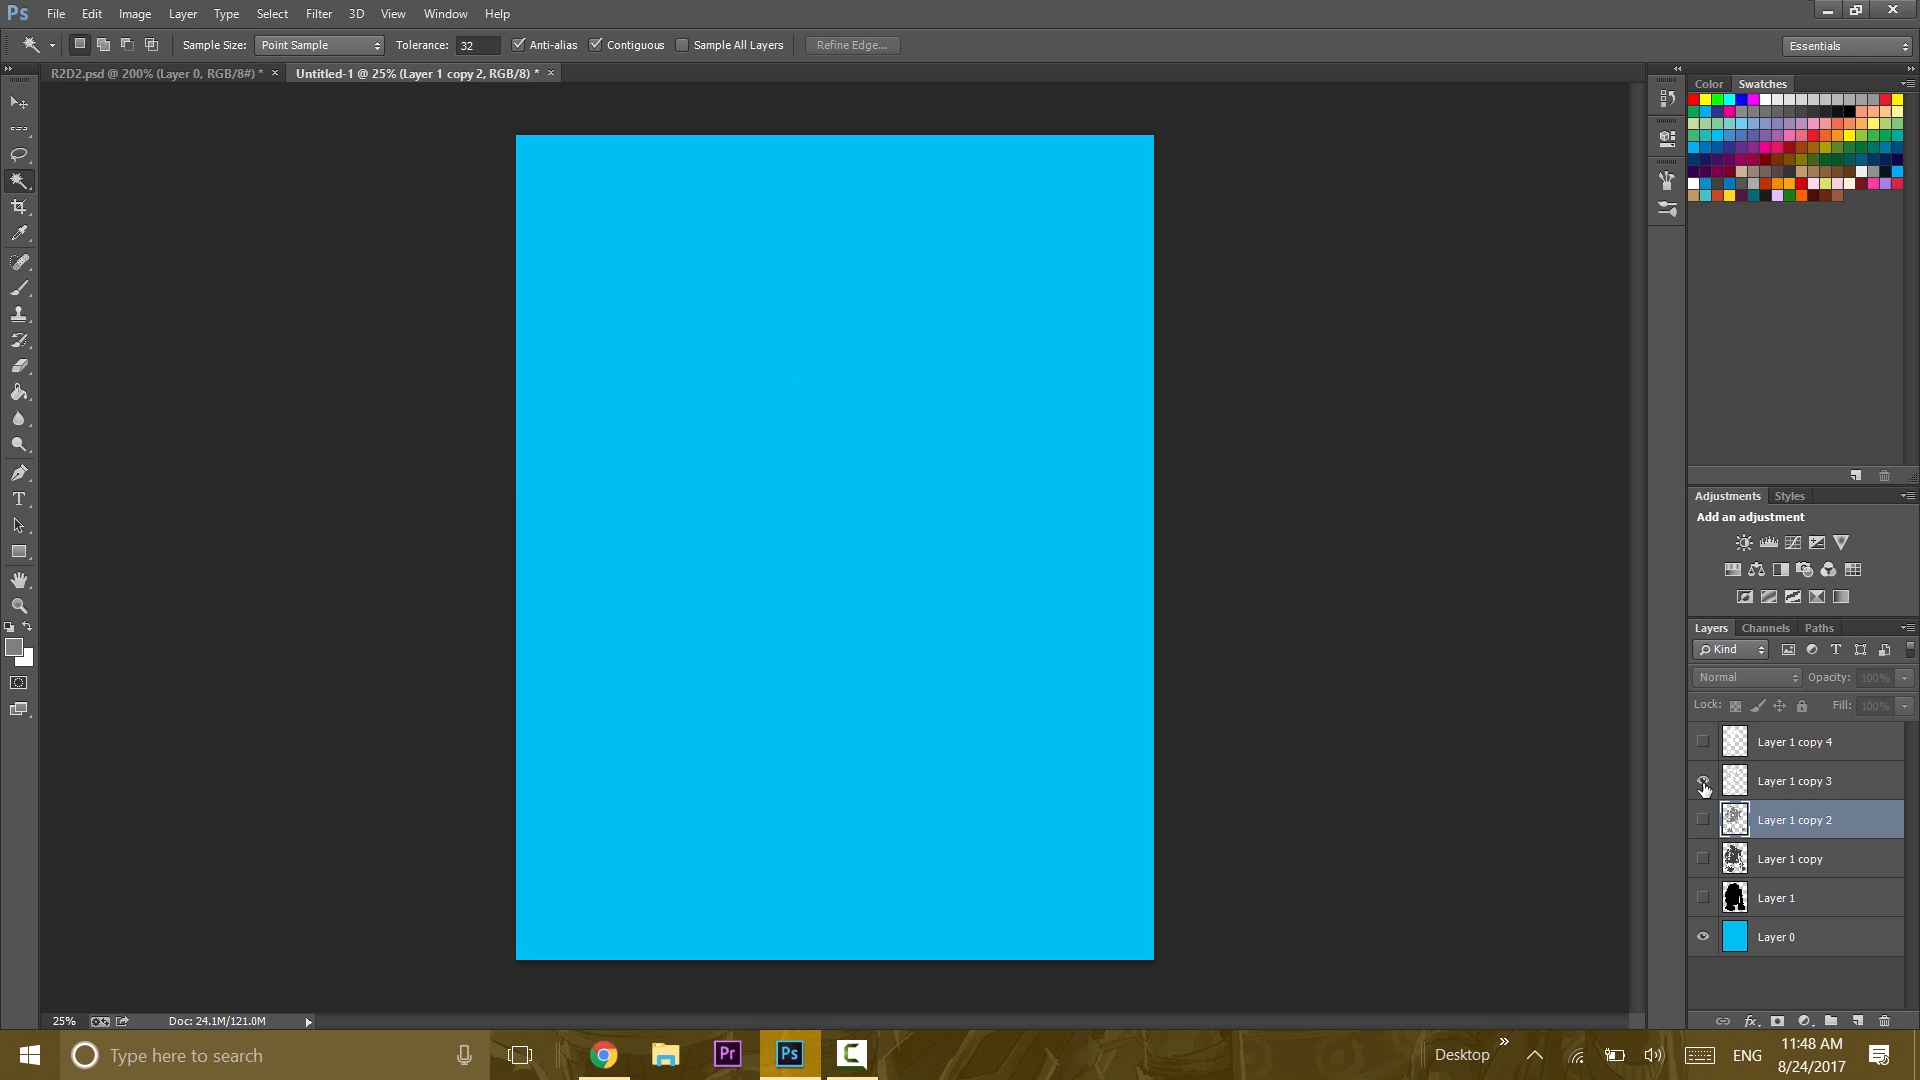 Ps File Edit Image Layer Type Select Filter 3D View Window Help
Sample Size: Point Sample Tolerance: 32 Anti-alias Contiguous Sample All Layers Refine Edge... Essentials
R2D2.psd @ 200% (Layer 0, RGB/8#) * × Untitled-1 @ 25% (Layer 1 copy 2, RGB/8) * ×
Color Swatches
Adjustments Styles
Add an adjustment
Layers Channels Paths
Kind
Normal Opacity: 100%
Lock: Fill: 100%
Layer 1 copy 4
Layer 1 copy 3
Layer 1 copy 2
Layer 1 copy
Layer 1
Layer 0
25% Doc: 24.1M/121.0M
fx
Type here to search
Pr
Ps
C
Desktop
ENG
11:48 AM
8/24/2017